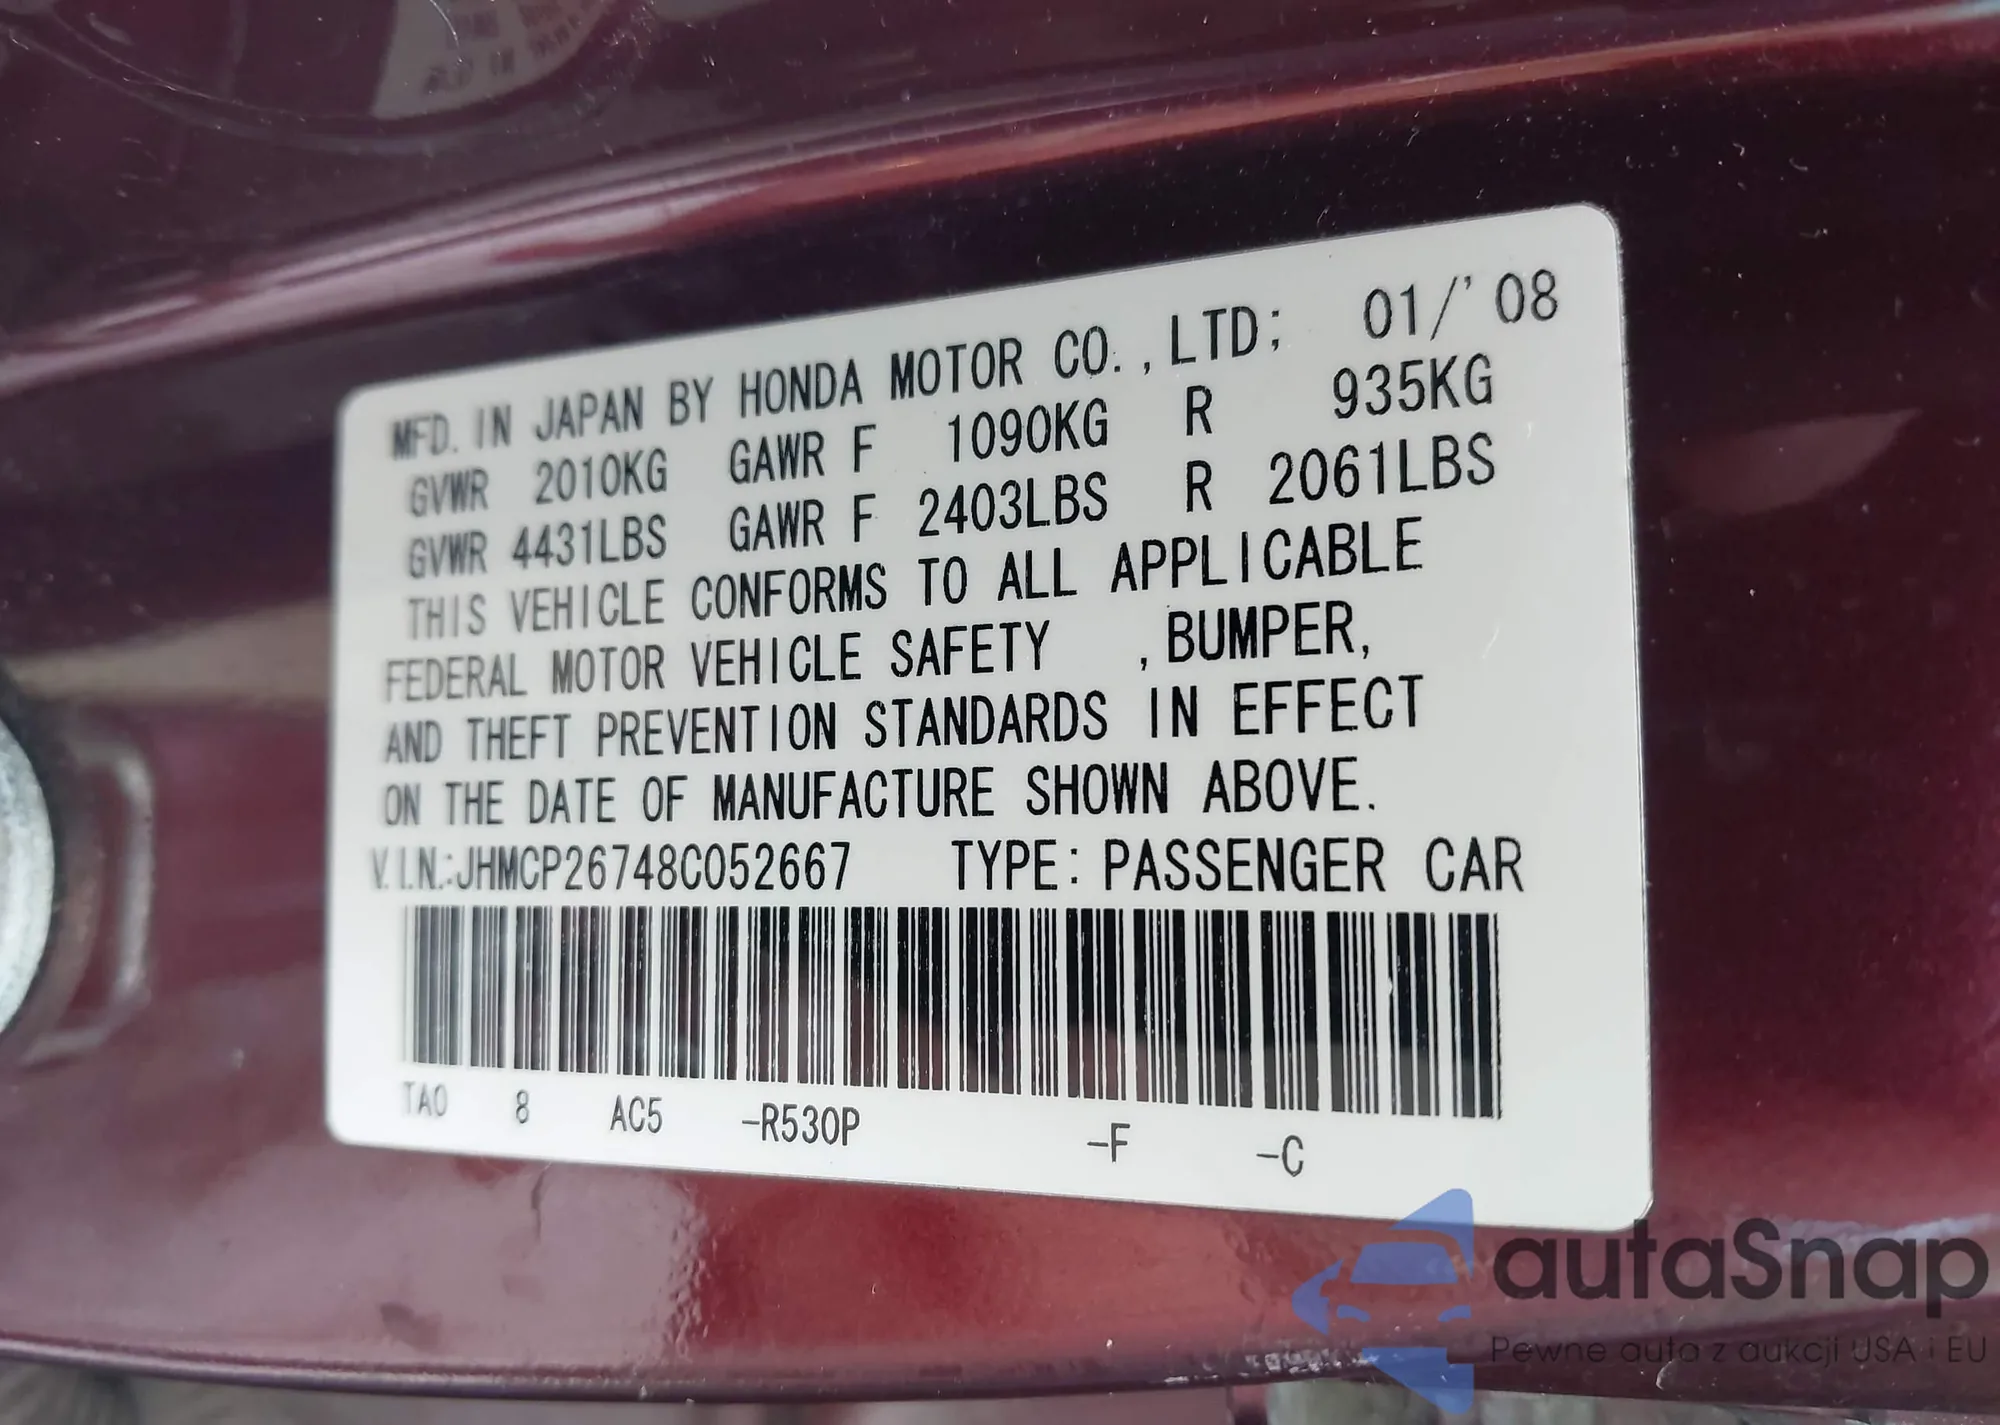 MFD. IN JAPAN BY HONDA MOTOR CO., LTD; 01/'08
GVWR 2010KG GAWR F 1090KG R 935KG
GVWR 4431LBS GAWR F 2403LBS R 2061LBS
THIS VEHICLE CONFORMS TO ALL APPLICABLE
FEDERAL MOTOR VEHICLE SAFETY , BUMPER,
AND THEFT PREVENTION STANDARDS IN EFFECT
ON THE DATE OF MANUFACTURE SHOWN ABOVE.
V.I.N.:JHMCP26748C052667 TYPE: PASSENGER CAR
TA0 8 AC5 -R530P -F -C
autaSnap
Pewne auta z aukcji USA i EU